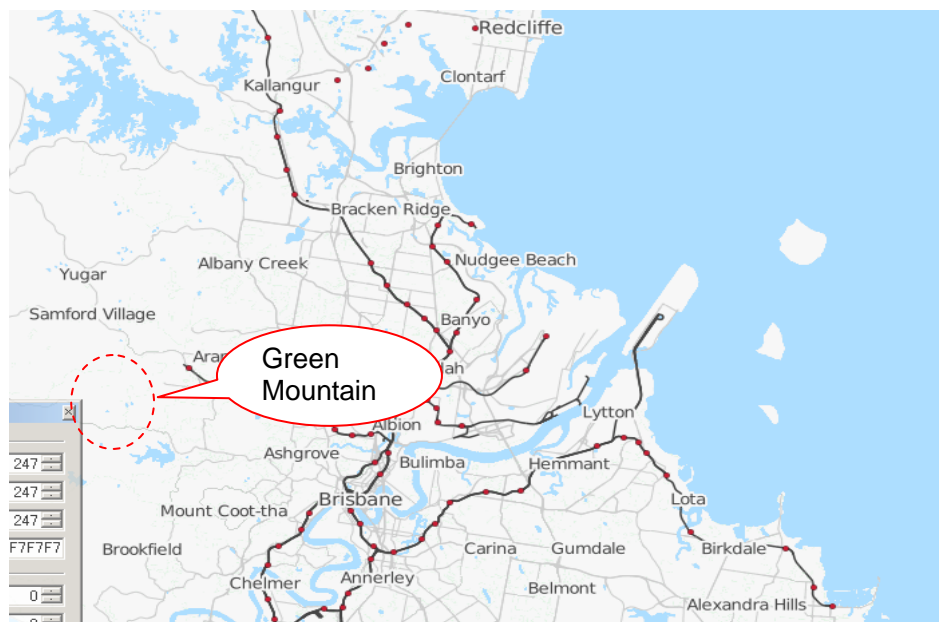 Redcliffe
Clontarf
Kallangur
Brighton
Bracken Ridge
Nudgee Beach
Albany Creek
Yugar
Samford Village
Banyo
Green
Mountain
Lytton
Albion
Ashgrove
Bulimba
Hemmant
247
247
247
F7F7F7
Brisbane
Lota
Mount Coot-tha
Brookfield
Carina
Gumdale
Birkdale
Chelmer
Annerley
Belmont
0
Alexandra Hills